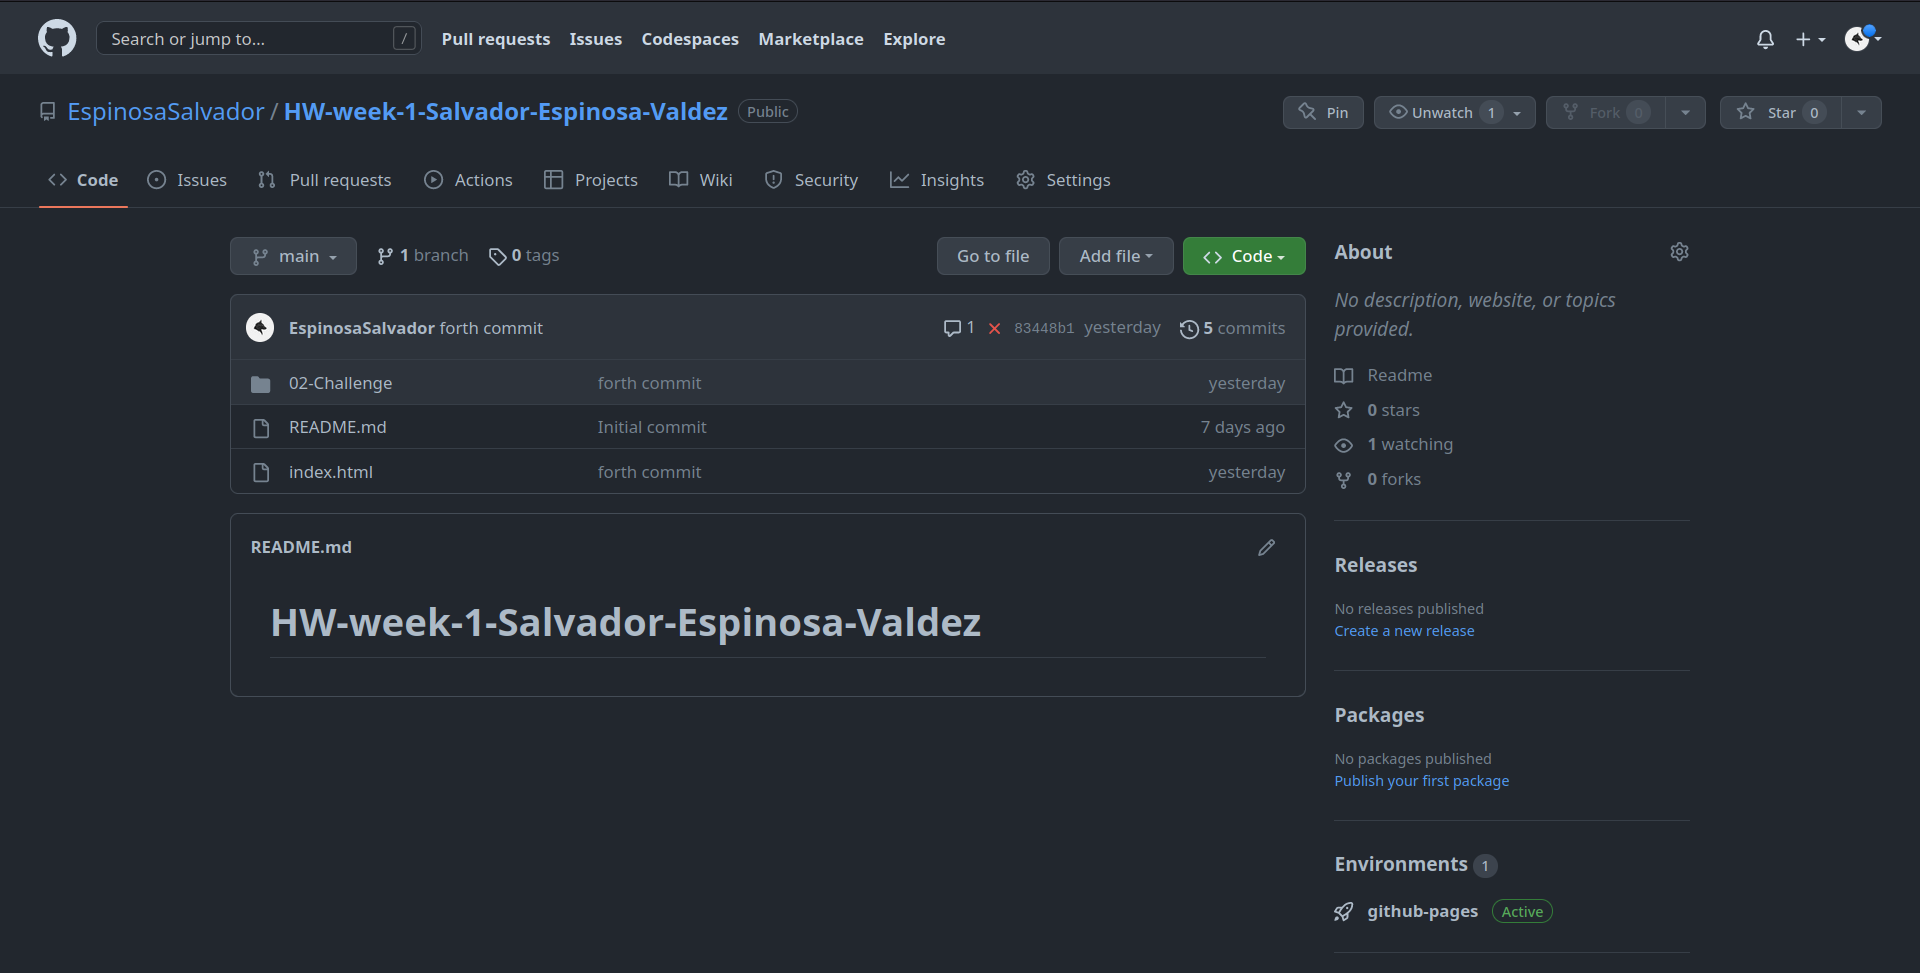 Search or jump to... / Pull requests Issues Codespaces Marketplace Explore
EspinosaSalvador / HW-week-1-Salvador-Espinosa-Valdez Public Pin Unwatch 1 Fork 0 Star 0
Code Issues Pull requests Actions Projects Wiki Security Insights Settings
main 1 branch 0 tags Go to file Add file Code
EspinosaSalvador forth commit 1 83448b1 yesterday 5 commits
02-Challenge forth commit yesterday
README.md Initial commit 7 days ago
index.html forth commit yesterday
README.md
HW-week-1-Salvador-Espinosa-Valdez
About
No description, website, or topics
provided.
Readme
0 stars
1 watching
0 forks
Releases
No releases published
Create a new release
Packages
No packages published
Publish your first package
Environments 1
github-pages Active